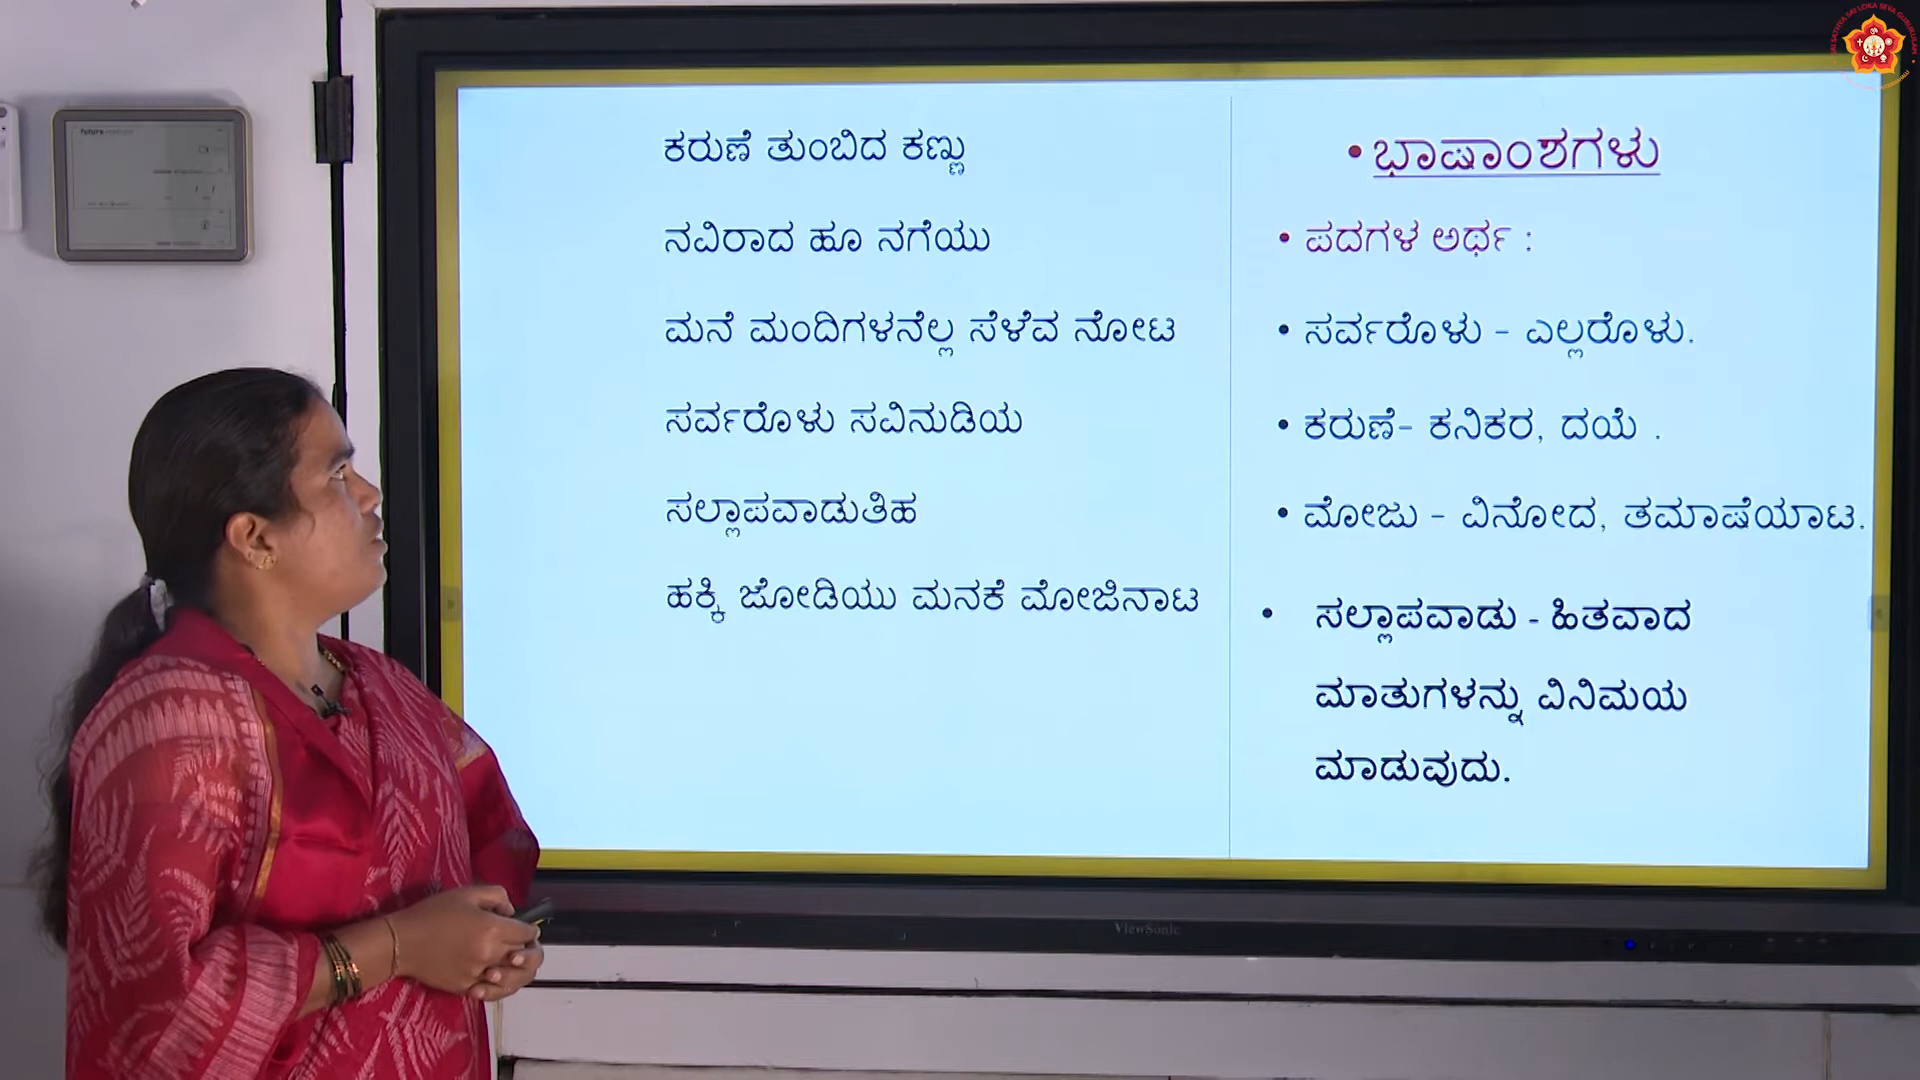 ಕರುಣೆ ತುಂಬಿದ ಕಣ್ಣು
ನವಿರಾದ ಹೂ ನಗೆಯು
ಮನೆ ಮಂದಿಗಳನೆಲ್ಲ ಸೆಳೆವ ನೋಟ
ಸರ್ವರೊಳು ಸವಿನುಡಿಯ
ಸಲ್ಲಾಪವಾಡುತಿಹ
ಹಕ್ಕಿ ಜೋಡಿಯು ಮನಕೆ ಮೋಜಿನಾಟ
• ಭಾಷಾಂಶಗಳು
• ಪದಗಳ ಅರ್ಥ :
• ಸರ್ವರೊಳು - ಎಲ್ಲರೊಳು.
• ಕರುಣೆ- ಕನಿಕರ, ದಯೆ .
• ಮೋಜು - ವಿನೋದ, ತಮಾಷೆಯಾಟ.
• ಸಲ್ಲಾಪವಾಡು - ಹಿತವಾದ
ಮಾತುಗಳನ್ನು ವಿನಿಮಯ
ಮಾಡುವುದು.
ViewSonic